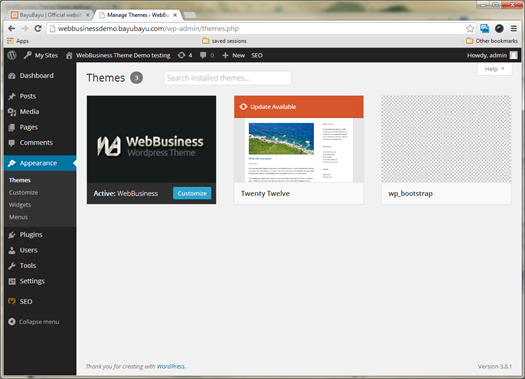 BayuBayu | Official websit
Manage Themes ‹ WebBu
webbusinessdemo.bayubayu.com/wp-admin/themes.php
Apps
saved sessions
Other bookmarks
My Sites
WebBusiness Theme Demo testing
4
0
New
SEO
Howdy, admin
Dashboard
Posts
Media
Pages
Comments
Appearance
Themes
Customize
Widgets
Menus
Plugins
Users
Tools
Settings
SEO
Collapse menu
Help
Themes 3
Search installed themes...
WebBusiness
Wordpress Theme
Active: WebBusiness
Customize
Update Available
Twenty Twelve
wp_bootstrap
Thank you for creating with WordPress.
Version 3.8.1